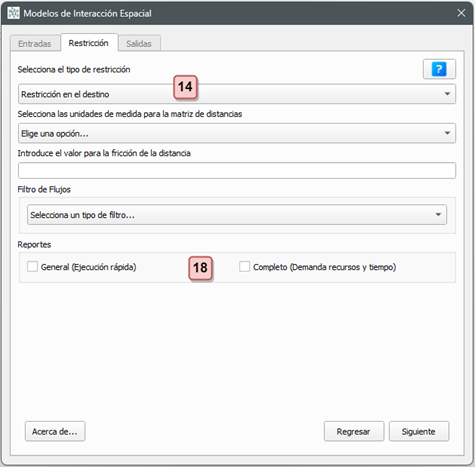 Modelos de Interacción Espacial
Entradas Restricción Salidas
Selecciona el tipo de restricción
?
Restricción en el destino
14
Selecciona las unidades de medida para la matriz de distancias
Elige una opción...
Introduce el valor para la fricción de la distancia
Filtro de Flujos
Selecciona un tipo de filtro...
Reportes
General (Ejecución rápida) 18 Completo (Demanda recursos y tiempo)
Acerca de... Regresar Siguiente